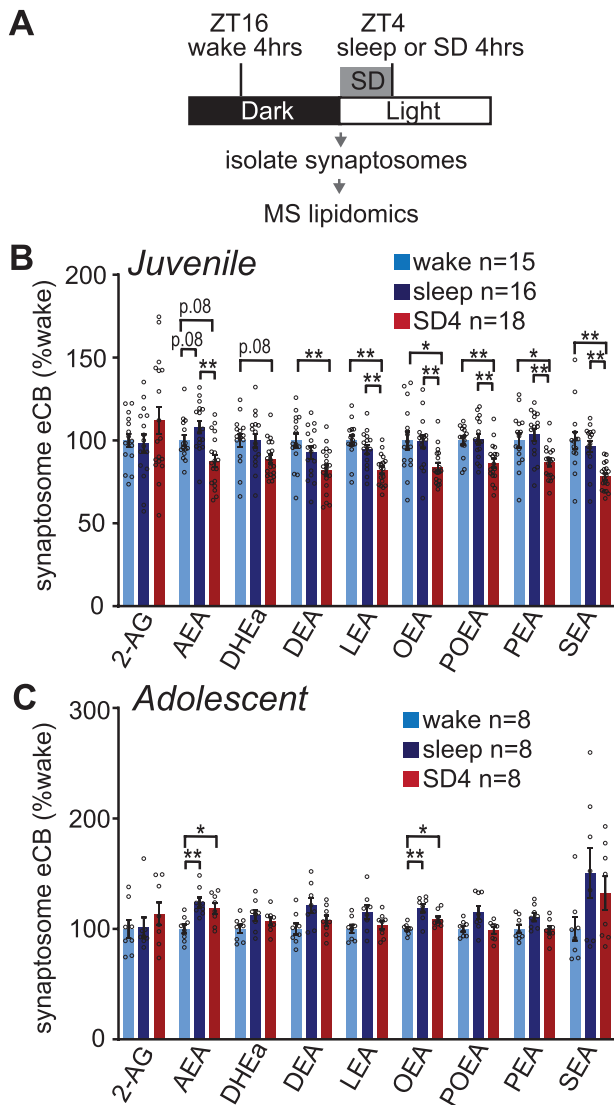 A
ZT16
wake 4hrs
ZT4
sleep or SD 4hrs
SD
Dark
Light
isolate synaptosomes
MS lipidomics
B
Juvenile
wake n=15
sleep n=16
SD4 n=18
synaptosome eCB (%wake)
200
150
100
50
0
p.08
p.08
**
p.08
**
**
**
*
**
**
**
*
**
**
**
2-AG
AEA
DHEa
DEA
LEA
OEA
POEA
PEA
SEA
C
Adolescent
wake n=8
sleep n=8
SD4 n=8
synaptosome eCB (%wake)
300
200
100
0
*
**
*
**
2-AG
AEA
DHEa
DEA
LEA
OEA
POEA
PEA
SEA